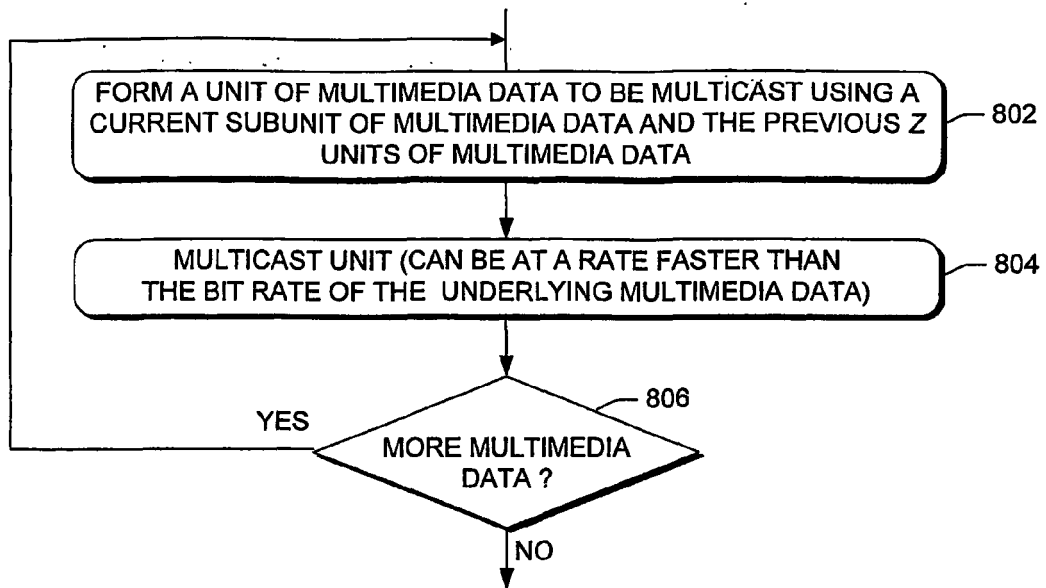 FORM A UNIT OF MULTIMEDIA DATA TO BE MULTICAST USING A
CURRENT SUBUNIT OF MULTIMEDIA DATA AND THE PREVIOUS Z
UNITS OF MULTIMEDIA DATA
802
MULTICAST UNIT (CAN BE AT A RATE FASTER THAN
THE BIT RATE OF THE UNDERLYING MULTIMEDIA DATA)
804
806
YES
MORE MULTIMEDIA
DATA ?
NO